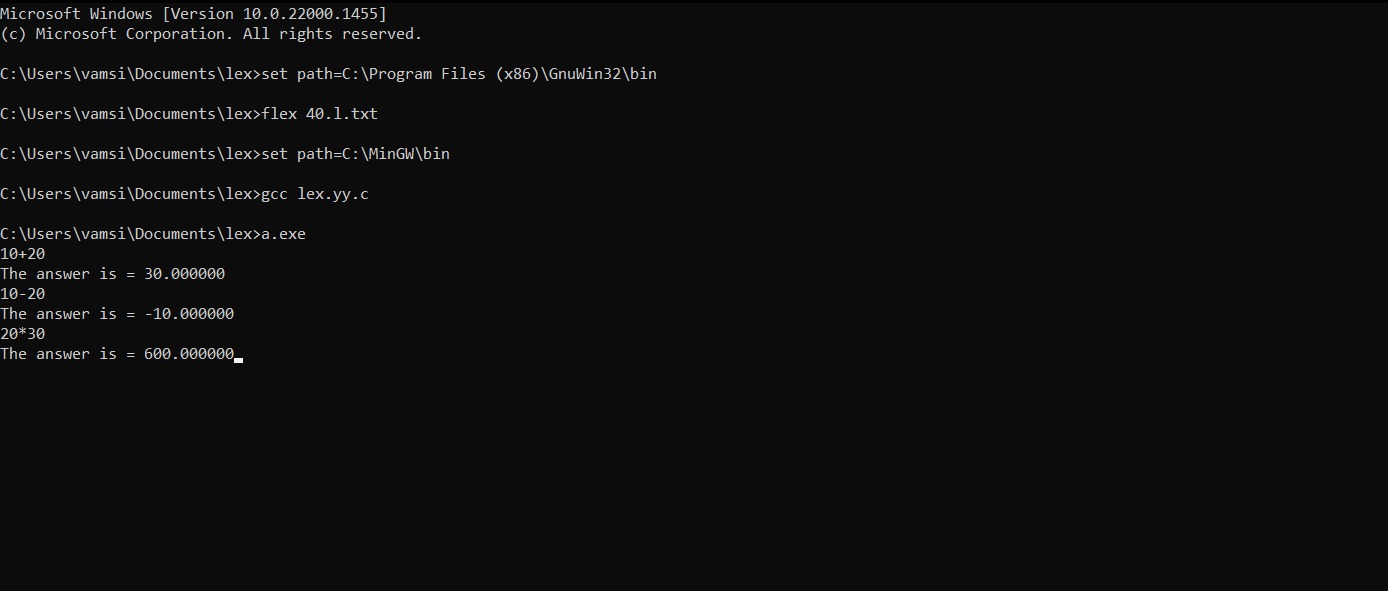 Microsoft Windows [Version 10.0.22000.1455]
(c) Microsoft Corporation. All rights reserved.
C:\Users\vamsi\Documents\lex>set path=C:\Program Files (x86)\GnuWin32\bin
C:\Users\vamsi\Documents\lex>flex 40.l.txt
C:\Users\vamsi\Documents\lex>set path=C:\MinGW\bin
C:\Users\vamsi\Documents\lex>gcc lex.yy.c
C:\Users\vamsi\Documents\lex>a.exe
10+20
The answer is = 30.000000
10-20
The answer is = -10.000000
20*30
The answer is = 600.000000